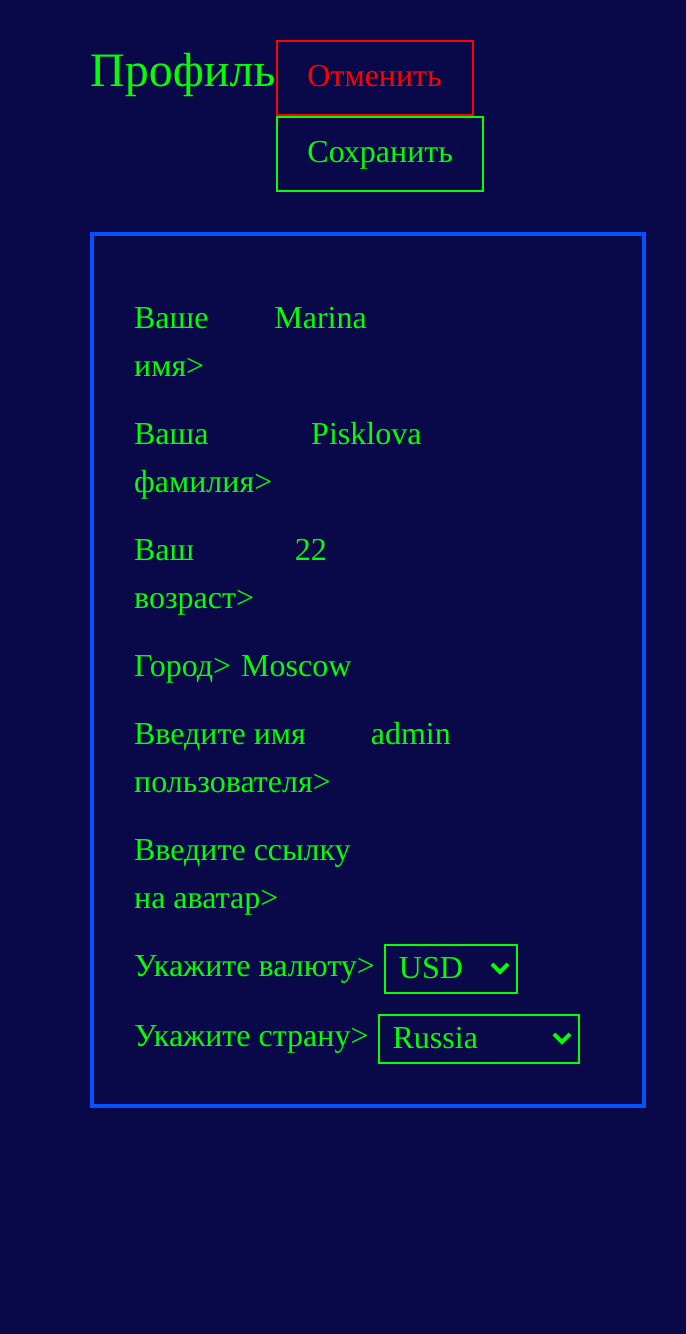 Профиль Отменить
Сохранить
Ваше Marina
имя>
Ваша Pisklova
фамилия>
Ваш 22
возраст>
Город> Moscow
Введите имя admin
пользователя>
Введите ссылку
на аватар>
Укажите валюту> USD
Укажите страну> Russia